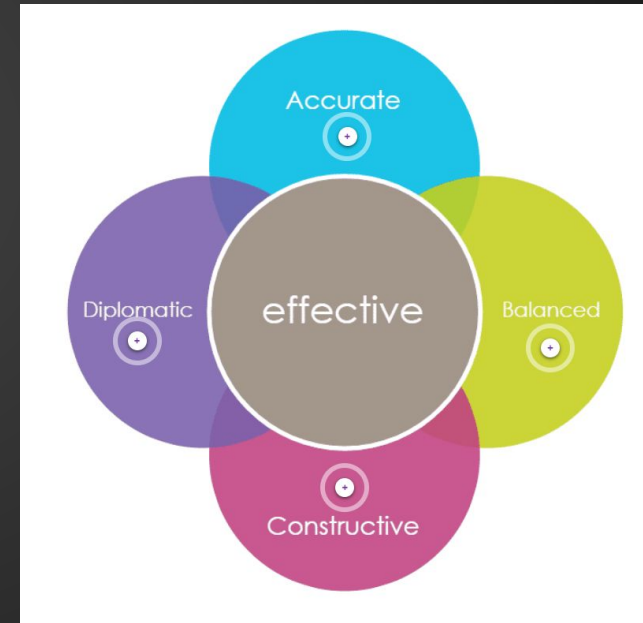 Accurate
+
Diplomatic
+
effective
Balanced
+
+
Constructive